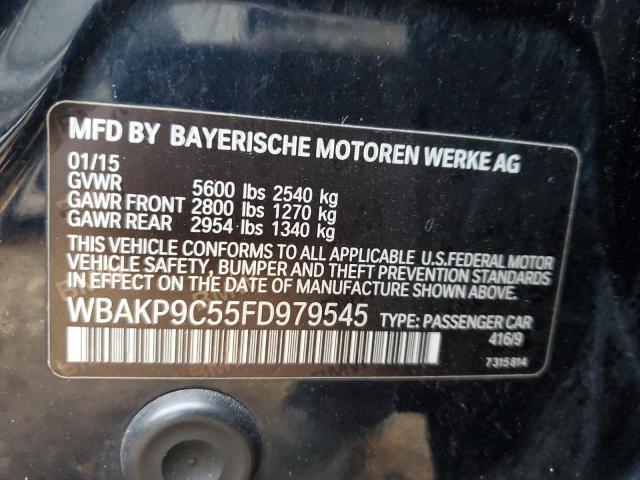 MFD BY BAYERISCHE MOTOREN WERKE AG
01/15
GVWR 5600 lbs 2540 kg
GAWR FRONT 2800 lbs 1270 kg
GAWR REAR 2954 lbs 1340 kg
THIS VEHICLE CONFORMS TO ALL APPLICABLE U.S.FEDERAL MOTOR
VEHICLE SAFETY, BUMPER AND THEFT PREVENTION STANDARDS
IN EFFECT ON THE DATE OF MANUFACTURE SHOWN ABOVE.
WBAKP9C55FD979545 TYPE: PASSENGER CAR
416/9
7315814